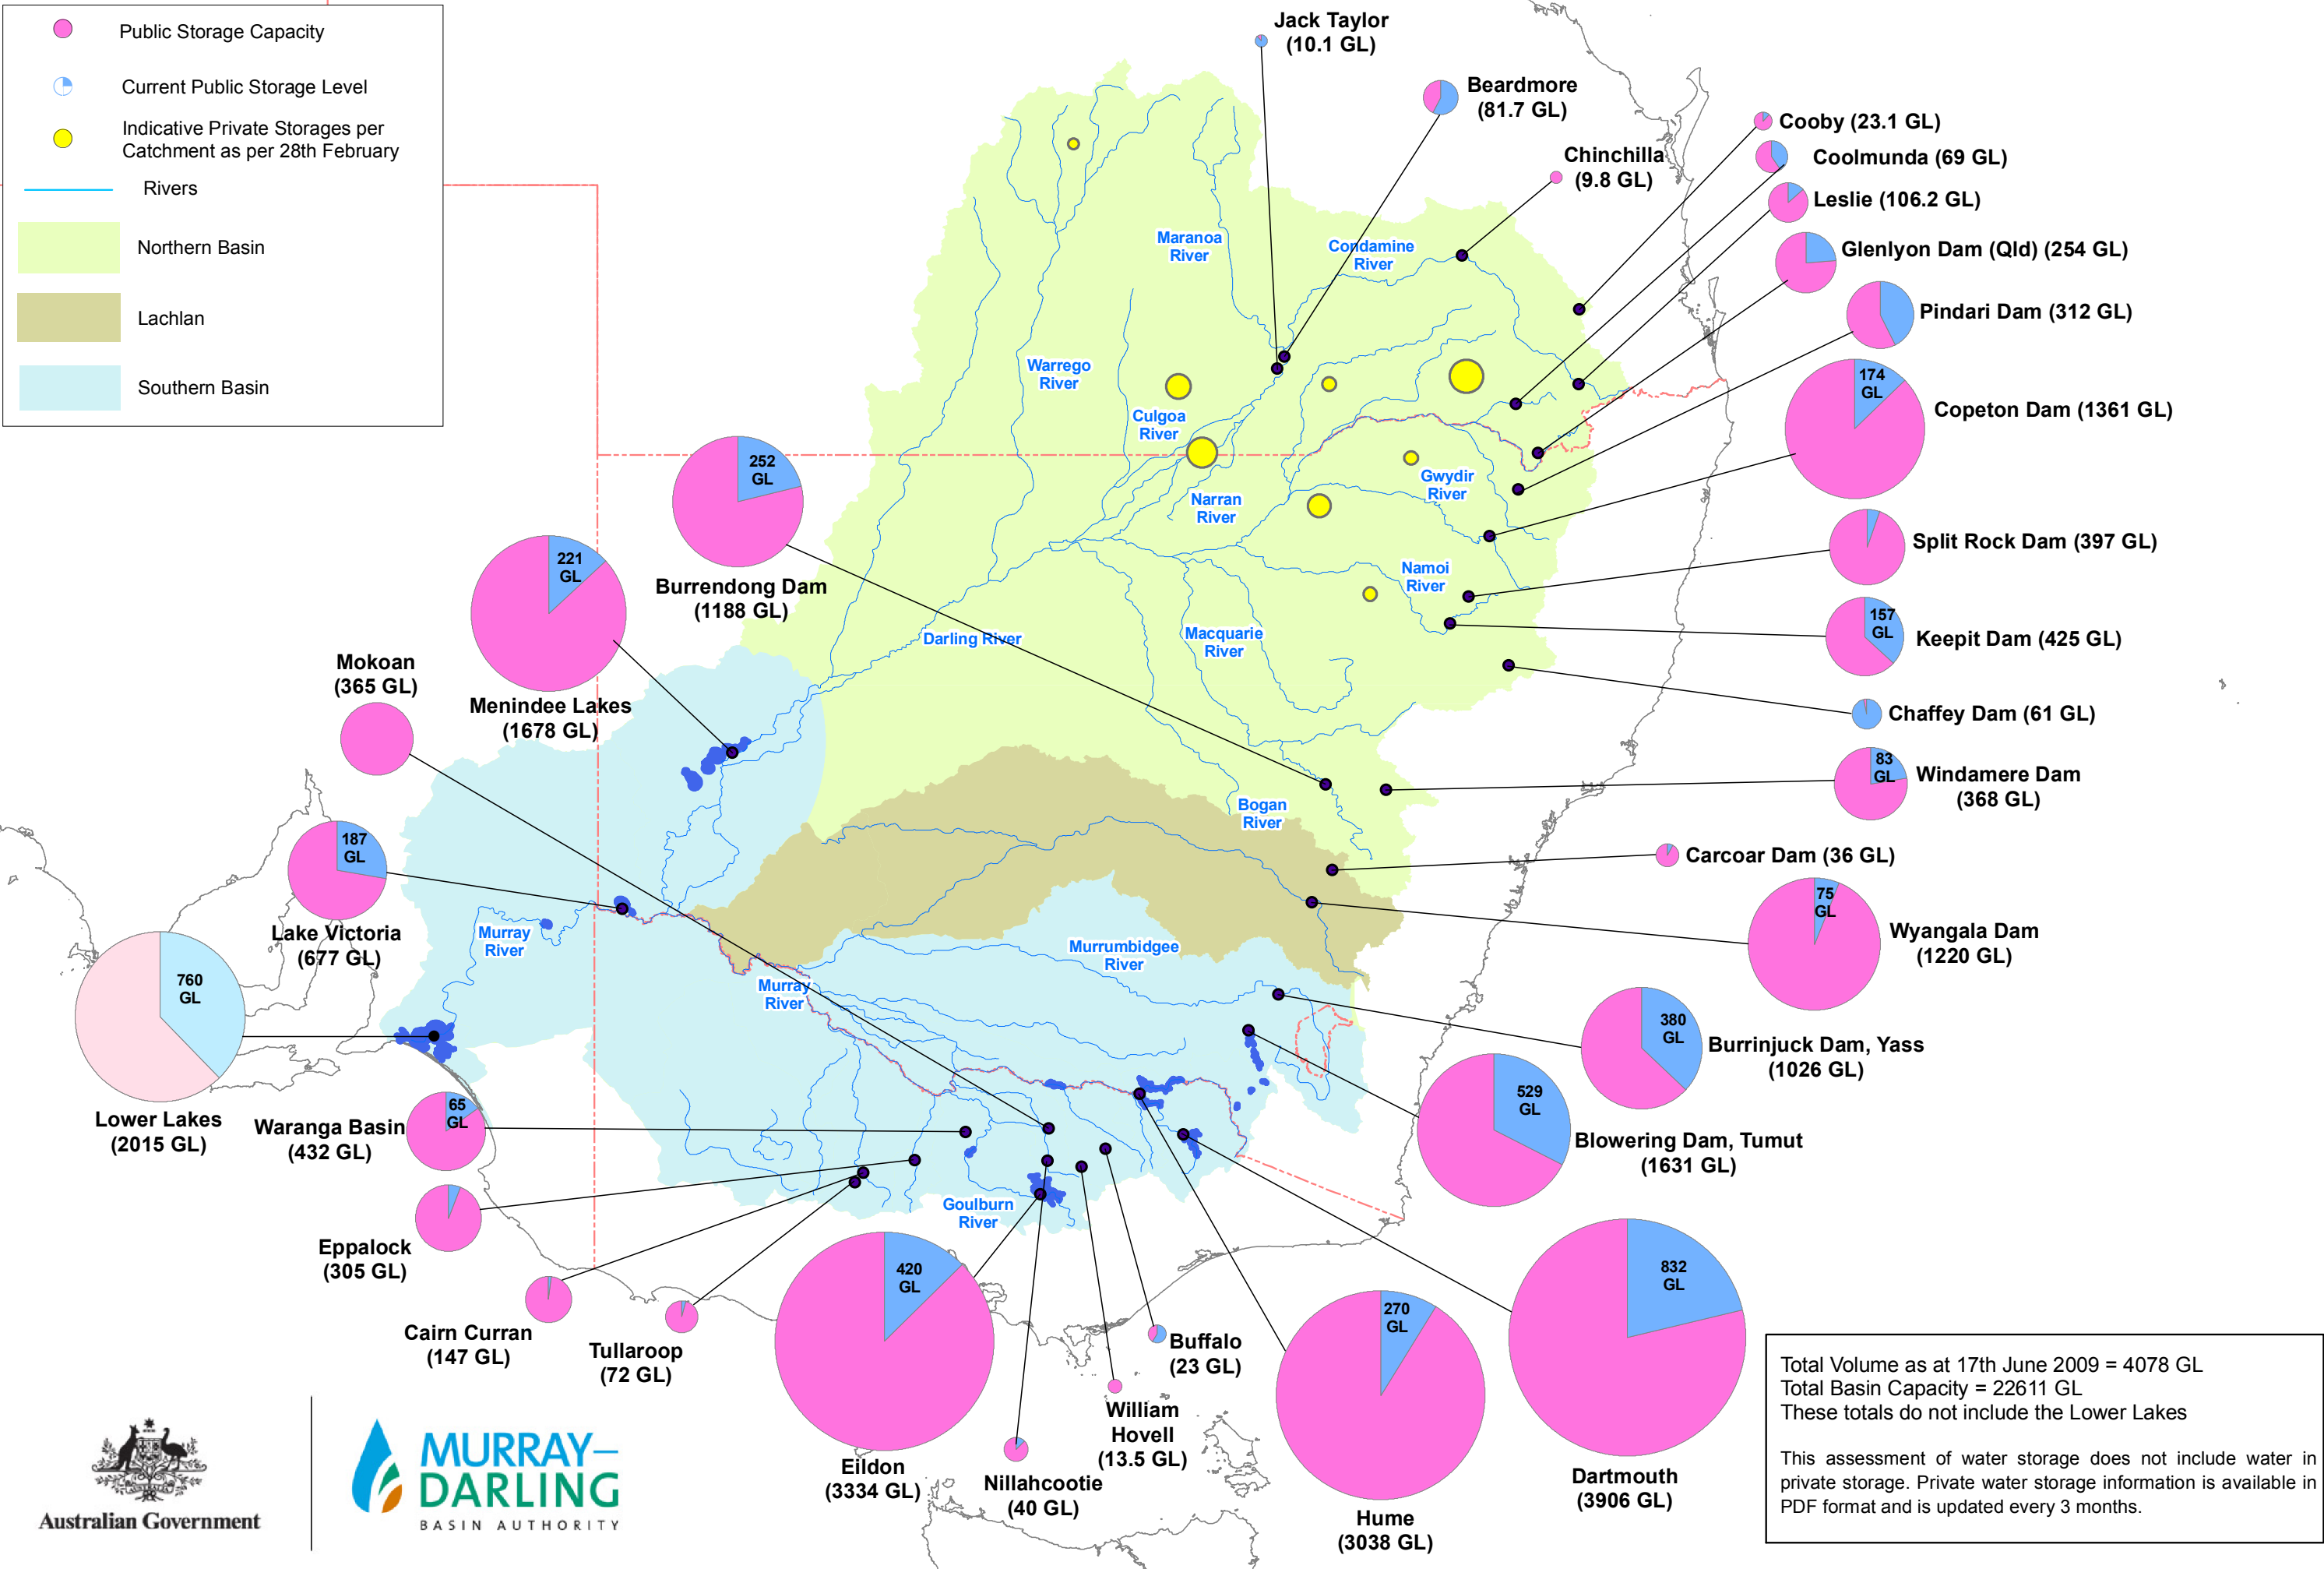 Public Storage Capacity
Current Public Storage Level
Indicative Private Storages per
Catchment as per 28th February
Rivers
Northern Basin
Lachlan
Southern Basin
Jack Taylor
(10.1 GL)
Beardmore
(81.7 GL)
Chinchilla
(9.8 GL)
Cooby (23.1 GL)
Coolmunda (69 GL)
Leslie (106.2 GL)
Glenlyon Dam (Qld) (254 GL)
Pindari Dam (312 GL)
174
GL
Copeton Dam (1361 GL)
Split Rock Dam (397 GL)
157
GL
Keepit Dam (425 GL)
Chaffey Dam (61 GL)
83
GL
Windamere Dam
(368 GL)
Carcoar Dam (36 GL)
75
GL
Wyangala Dam
(1220 GL)
380
GL
Burrinjuck Dam, Yass
(1026 GL)
529
GL
Blowering Dam, Tumut
(1631 GL)
832
GL
Dartmouth
(3906 GL)
270
GL
Hume
(3038 GL)
Buffalo
(23 GL)
William
Hovell
(13.5 GL)
Nillahcootie
(40 GL)
420
GL
Eildon
(3334 GL)
Tullaroop
(72 GL)
Cairn Curran
(147 GL)
Eppalock
(305 GL)
65
GL
Waranga Basin
(432 GL)
760
GL
Lower Lakes
(2015 GL)
187
GL
Lake Victoria
(677 GL)
Mokoan
(365 GL)
221
GL
Menindee Lakes
(1678 GL)
252
GL
Burrendong Dam
(1188 GL)
Maranoa
River
Condamine
River
Warrego
River
Culgoa
River
Narran
River
Gwydir
River
Namoi
River
Macquarie
River
Darling River
Bogan
River
Murrumbidgee
River
Murray
River
Murray
River
Goulburn
River
Total Volume as at 17th June 2009 = 4078 GL
Total Basin Capacity = 22611 GL
These totals do not include the Lower Lakes
This assessment of water storage does not include water in
private storage. Private water storage information is available in
PDF format and is updated every 3 months.
Australian Government
MURRAY–
DARLING
BASIN AUTHORITY